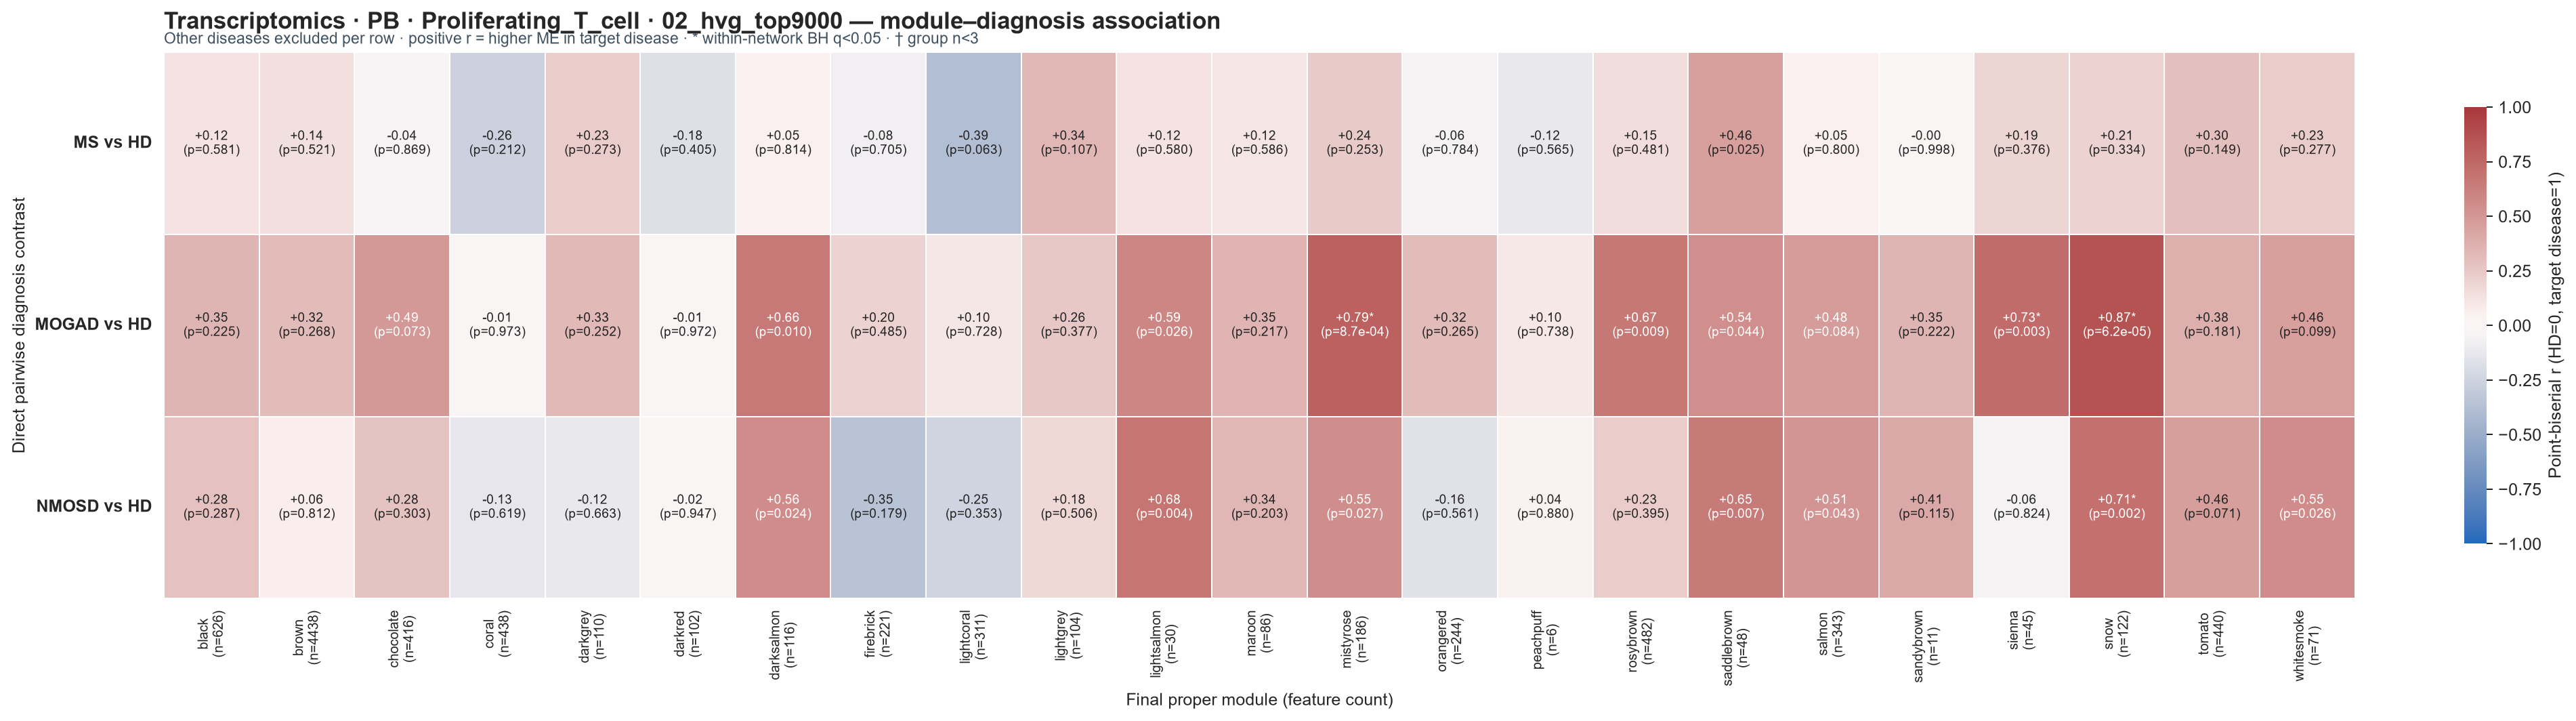 Transcriptomics · PB · Proliferating_T_cell · 02_hvg_top9000 — module–diagnosis association
Other diseases excluded per row · positive r = higher ME in target disease · * within-network BH q<0.05 · † group n<3
Direct pairwise diagnosis contrast
MS vs HD
+0.12 +0.14 -0.04 -0.26 +0.23 -0.18 +0.05 -0.08 -0.39 +0.34 +0.12 +0.12 +0.24 -0.06 -0.12 +0.15 +0.46 +0.05 -0.00 +0.19 +0.21 +0.30 +0.23
(p=0.581) (p=0.521) (p=0.869) (p=0.212) (p=0.273) (p=0.405) (p=0.814) (p=0.705) (p=0.063) (p=0.107) (p=0.580) (p=0.586) (p=0.253) (p=0.784) (p=0.565) (p=0.481) (p=0.025) (p=0.800) (p=0.998) (p=0.376) (p=0.334) (p=0.149) (p=0.277)
MOGAD vs HD
+0.35 +0.32 +0.49 -0.01 +0.33 -0.01 +0.66 +0.20 +0.10 +0.26 +0.59 +0.35 +0.79* +0.32 +0.10 +0.67 +0.54 +0.48 +0.35 +0.73* +0.87* +0.38 +0.46
(p=0.225) (p=0.268) (p=0.073) (p=0.973) (p=0.252) (p=0.972) (p=0.010) (p=0.485) (p=0.728) (p=0.377) (p=0.026) (p=0.217) (p=8.7e-04) (p=0.265) (p=0.738) (p=0.009) (p=0.044) (p=0.084) (p=0.222) (p=0.003) (p=6.2e-05) (p=0.181) (p=0.099)
NMOSD vs HD
+0.28 +0.06 +0.28 -0.13 -0.12 -0.02 +0.56 -0.35 -0.25 +0.18 +0.68 +0.34 +0.55 -0.16 +0.04 +0.23 +0.65 +0.51 +0.41 -0.06 +0.71* +0.46 +0.55
(p=0.287) (p=0.812) (p=0.303) (p=0.619) (p=0.663) (p=0.947) (p=0.024) (p=0.179) (p=0.353) (p=0.506) (p=0.004) (p=0.203) (p=0.027) (p=0.561) (p=0.880) (p=0.395) (p=0.007) (p=0.043) (p=0.115) (p=0.824) (p=0.002) (p=0.071) (p=0.026)
black
(n=626)
brown
(n=4438)
chocolate
(n=416)
coral
(n=438)
darkgrey
(n=110)
darkred
(n=102)
darksalmon
(n=116)
firebrick
(n=221)
lightcoral
(n=311)
lightgrey
(n=104)
lightsalmon
(n=30)
maroon
(n=86)
mistyrose
(n=186)
orangered
(n=244)
peachpuff
(n=6)
rosybrown
(n=482)
saddlebrown
(n=48)
salmon
(n=343)
sandybrown
(n=11)
sienna
(n=45)
snow
(n=122)
tomato
(n=440)
whitesmoke
(n=71)
Final proper module (feature count)
1.00
0.75
0.50
0.25
0.00
−0.25
−0.50
−0.75
−1.00
Point-biserial r (HD=0, target disease=1)